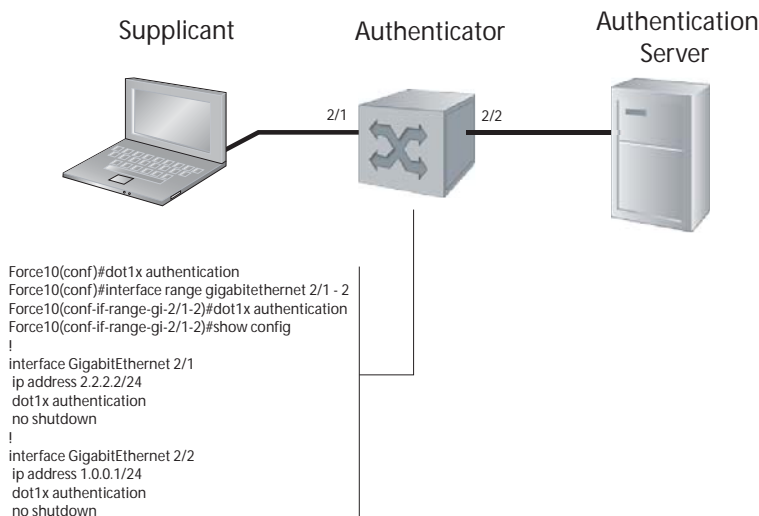 Supplicant
Authenticator
Authentication
Server
2/1
2/2
Force10(conf)#dot1x authentication
Force10(conf)#interface range gigabitethernet 2/1 - 2
Force10(conf-if-range-gi-2/1-2)#dot1x authentication
Force10(conf-if-range-gi-2/1-2)#show config
!
interface GigabitEthernet 2/1
ip address 2.2.2.2/24
dot1x authentication
no shutdown
!
interface GigabitEthernet 2/2
ip address 1.0.0.1/24
dot1x authentication
no shutdown